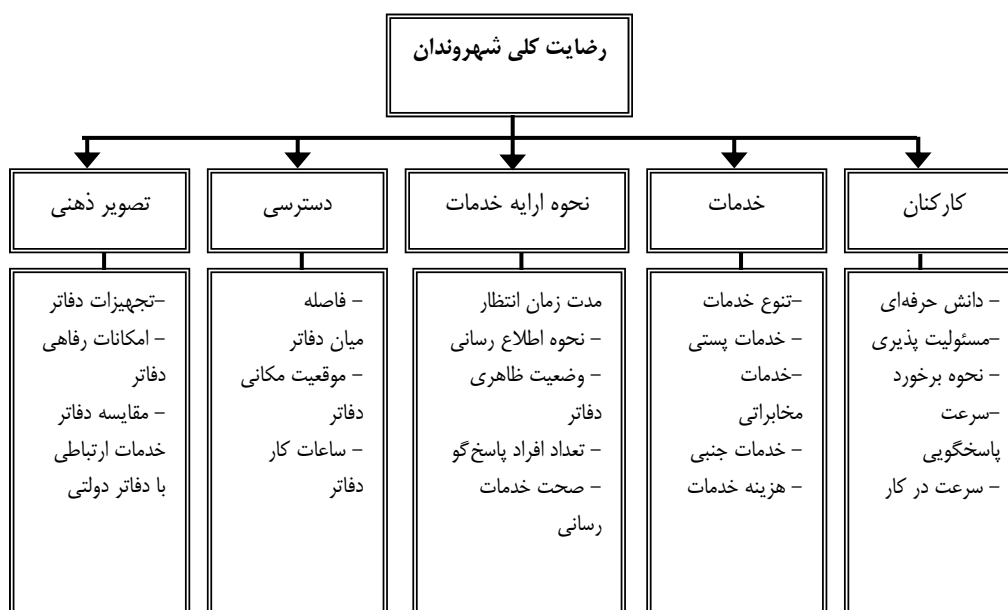 رضایت کلی شهروندان
کارکنان
خدمات
نحوه ارایه خدمات
دسترسی
تصویر ذهنی
- دانش حرفه‌ای
-مسئولیت پذیری
- نحوه برخورد
-سرعت
پاسخگویی
- سرعت در کار
-تنوع خدمات
- خدمات پستی
-خدمات
مخابراتی
- خدمات جنبی
- هزینه خدمات
مدت زمان انتظار
- نحوه اطلاع رسانی
- وضعیت ظاهری
دفاتر
- تعداد افراد پاسخ‌گو
- صحت خدمات
رسانی
- فاصله
میان دفاتر
- موقعیت مکانی
دفاتر
- ساعات کار
دفاتر
-تجهیزات دفاتر
- امکانات رفاهی
دفاتر
- مقایسه دفاتر
خدمات ارتباطی
با دفاتر دولتی